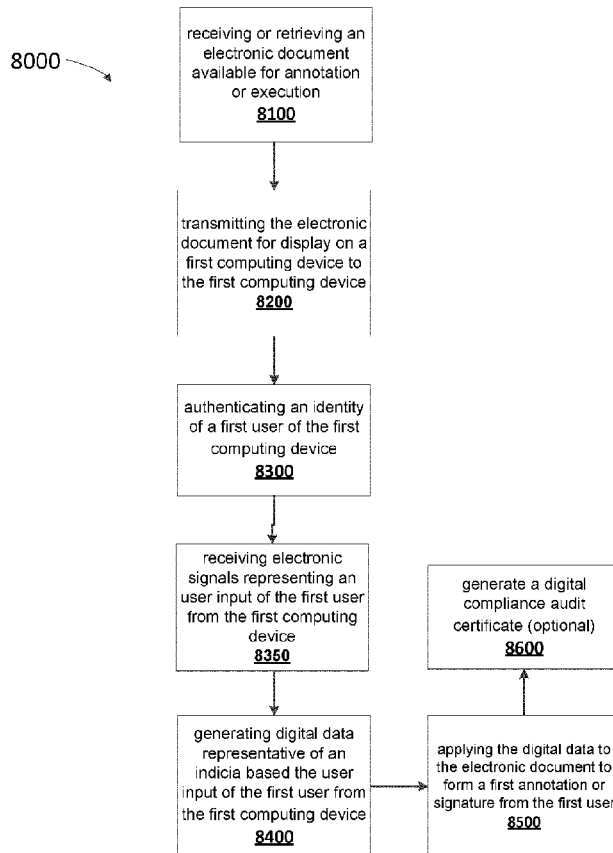 8000
receiving or retrieving an
electronic document
available for annotation
or execution
8100
transmitting the electronic
document for display on a
first computing device to
the first computing device
8200
authenticating an identity
of a first user of the first
computing device
8300
receiving electronic
signals representing an
user input of the first user
from the first computing
device
8350
generating digital data
representative of an
indicia based the user
input of the first user from
the first computing device
8400
applying the digital data to
the electronic document to
form a first annotation or
signature from the first user
8500
generate a digital
compliance audit
certificate (optional)
8600